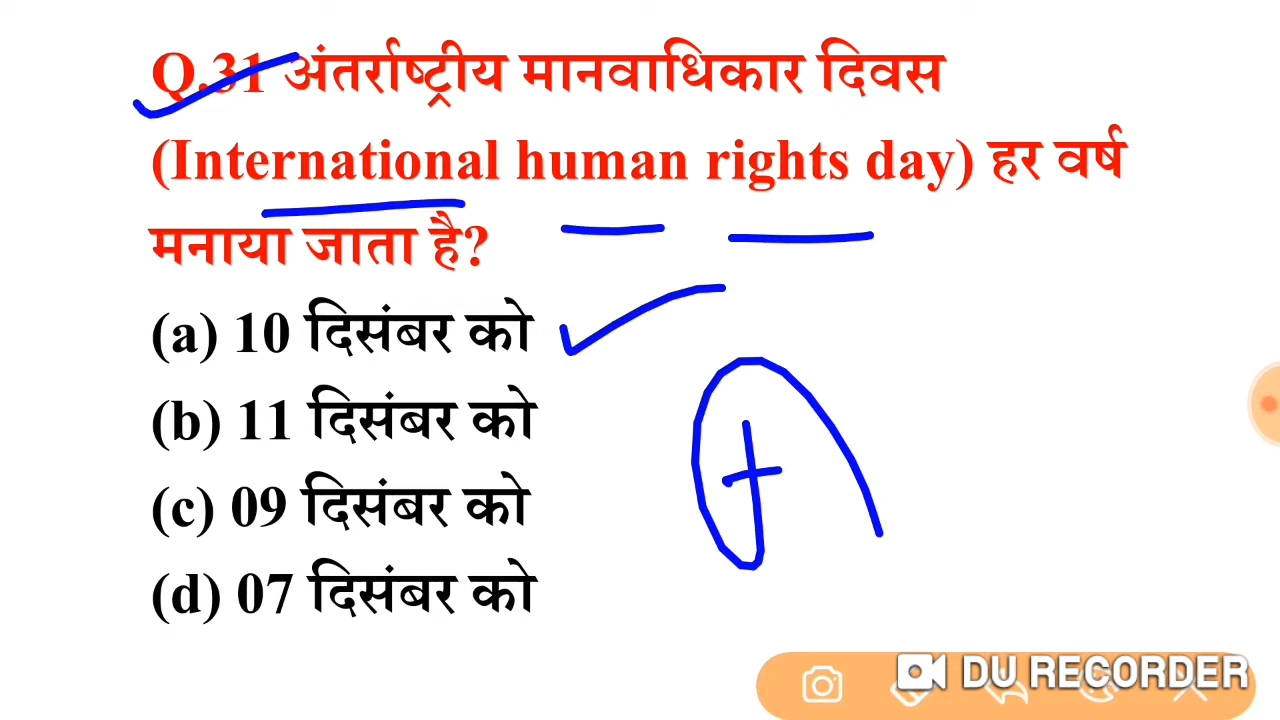 Q.31 अंतर्राष्ट्रीय मानवाधिकार दिवस
(International human rights day) हर वर्ष
मनाया जाता है?
(a) 10 दिसंबर को
(b) 11 दिसंबर को
(c) 09 दिसंबर को
(d) 07 दिसंबर को
DU RECORDER